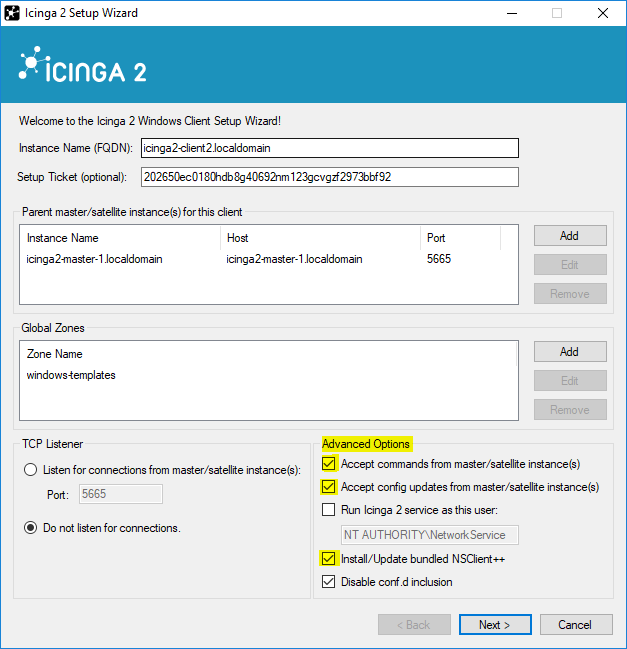 Icinga 2 Setup Wizard
ICINGA 2
Welcome to the Icinga 2 Windows Client Setup Wizard!
Instance Name (FQDN): icinga2-client2.localdomain
Setup Ticket (optional): 202650ec0180hdb8g40692nm123gcvgzf2973bbf92
Parent master/satellite instance(s) for this client
Instance Name Host Port
icinga2-master-1.localdomain icinga2-master-1.localdomain 5665
Add
Edit
Remove
Global Zones
Zone Name
windows-templates
Add
Edit
Remove
TCP Listener
Listen for connections from master/satellite instance(s):
Port: 5665
Do not listen for connections.
Advanced Options
Accept commands from master/satellite instance(s)
Accept config updates from master/satellite instance(s)
Run Icinga 2 service as this user:
NT AUTHORITY\NetworkService
Install/Update bundled NSClient++
Disable conf.d inclusion
< Back Next > Cancel